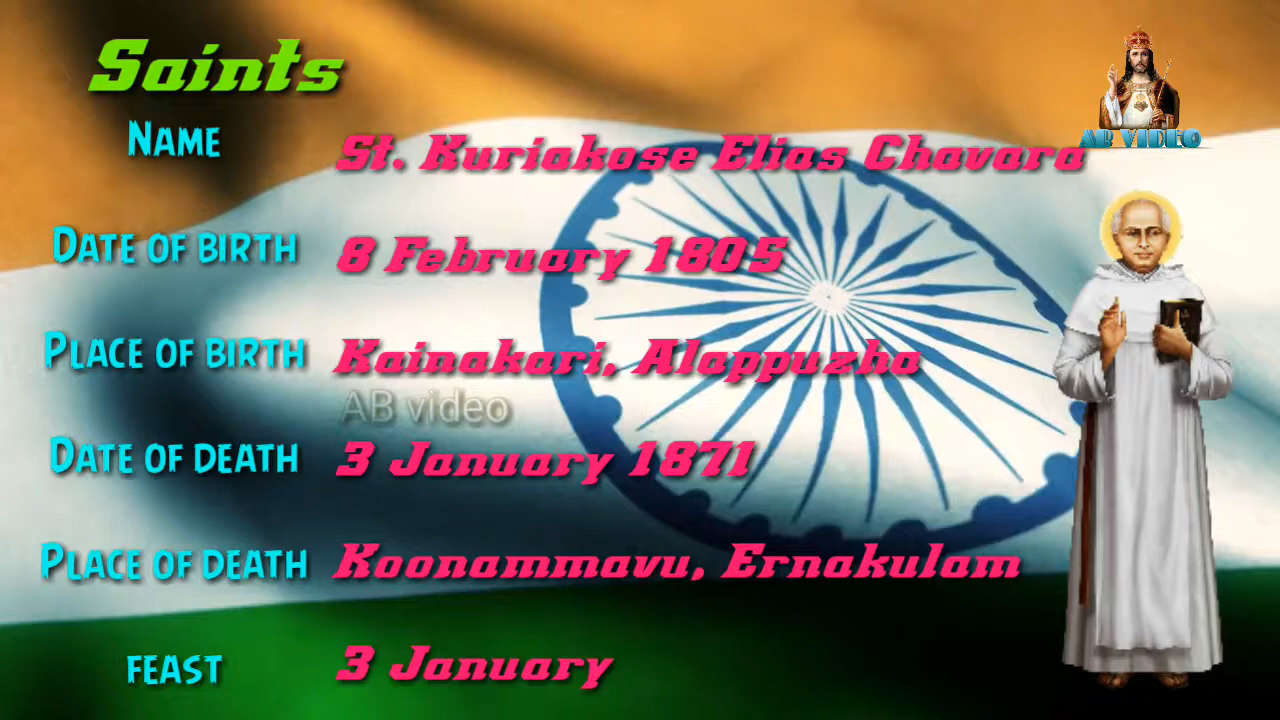 Saints
NAME
St. Kuriakose Elias Chavara
AB VIDEO
DATE OF BIRTH
8 February 1805
PLACE OF BIRTH
Kainakari, Alappuzha
AB video
DATE OF DEATH
3 January 1871
PLACE OF DEATH
Koonammavu, Ernakulam
FEAST
3 January